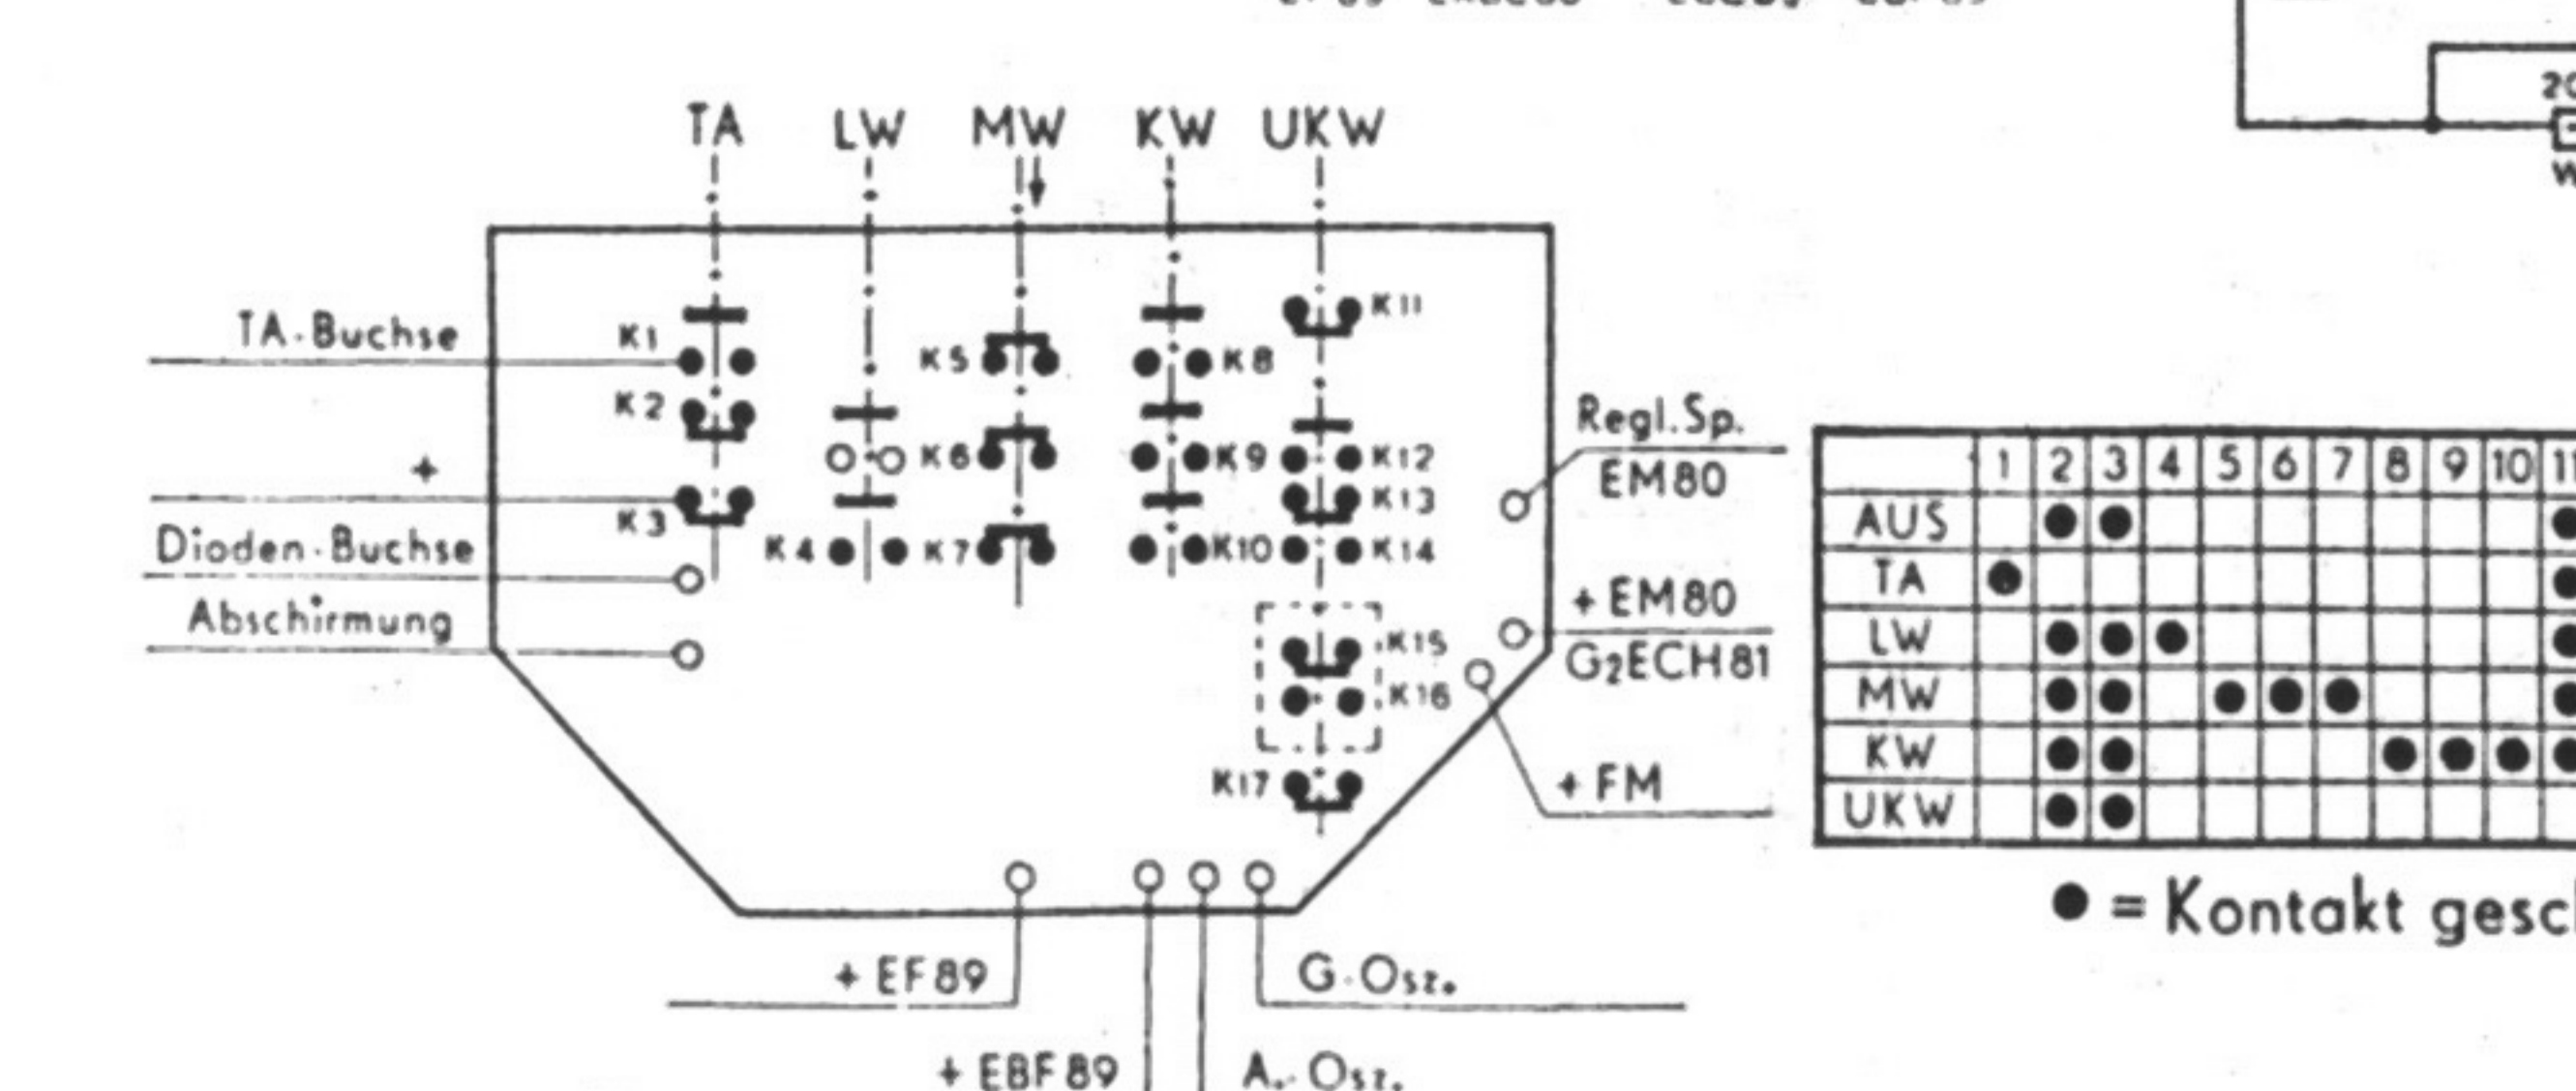 TA LW MW KW UKW
TA-Buchse
K1
K2
+
K3
Dioden-Buchse
Abschirmung
K4
K5
K6
K7
K8
K9
K10
K11
K12
K13
K14
K15
K16
K17
Regl.Sp.
EM80
+ EM80
G2ECH81
+ FM
+ EF89
G-Osz.
+ EBF89
A.-Osz.
1 2 3 4 5 6 7 8 9 10 11
AUS ● ● ●
TA ● ●
LW ● ● ● ●
MW ● ● ● ● ● ●
KW ● ● ● ● ● ●
UKW ● ●
● = Kontakt gesch